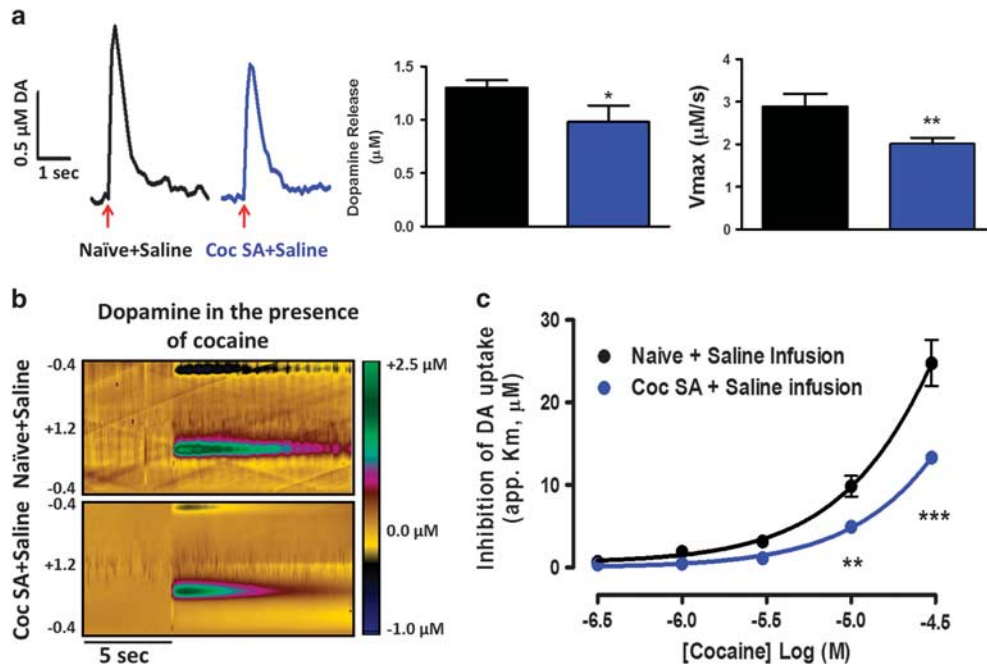 a
0.5 µM DA
1 sec
Naïve+Saline
Coc SA+Saline
Dopamine Release
(µM)
1.5
1.0
0.5
0.0
*
Vmax (µM/s)
4
3
2
1
0
**
b
Dopamine in the presence
of cocaine
Naïve+Saline
-0.4
+1.2
-0.4
Coc SA+Saline
-0.4
+1.2
-0.4
5 sec
+2.5 µM
0.0 µM
-1.0 µM
c
Inhibition of DA uptake
(app. Km, µM)
30
20
10
0
Naive + Saline Infusion
Coc SA + Saline infusion
**
***
-6.5 -6.0 -5.5 -5.0 -4.5
[Cocaine] Log (M)